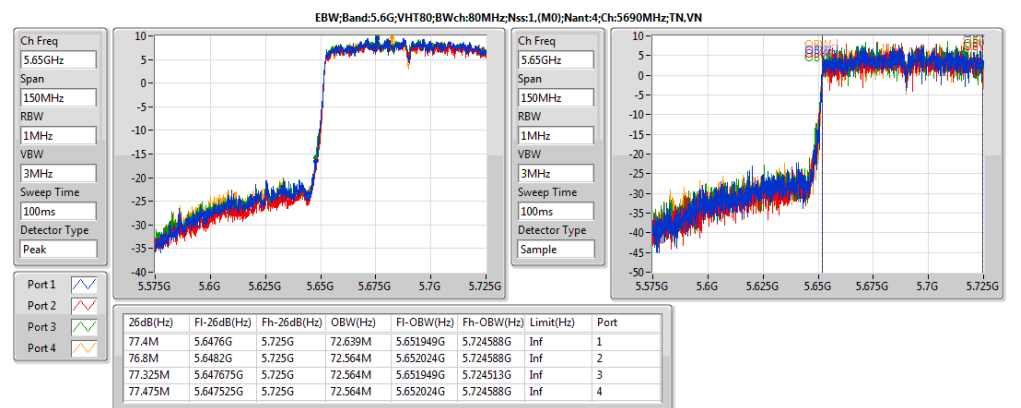 EBW;Band:5.6G;VHT80;BWch:80MHz;Nss:1,(M0);Nant:4;Ch:5690MHz;TN,VN
Ch Freq
5.65GHz
Span
150MHz
RBW
1MHz
VBW
3MHz
Sweep Time
100ms
Detector Type
Peak
10
5
0
-5
-10
-15
-20
-25
-30
-35
-40
5.575G 5.6G 5.625G 5.65G 5.675G 5.7G 5.725G
Ch Freq
5.65GHz
Span
150MHz
RBW
1MHz
VBW
3MHz
Sweep Time
100ms
Detector Type
Sample
10
5
0
-5
-10
-15
-20
-25
-30
-35
-40
-45
-50
5.575G 5.6G 5.625G 5.65G 5.675G 5.7G 5.725G
Port 1
Port 2
Port 3
Port 4
26dB(Hz) Fl-26dB(Hz) Fh-26dB(Hz) OBW(Hz) Fl-OBW(Hz) Fh-OBW(Hz) Limit(Hz) Port
77.4M 5.6476G 5.725G 72.639M 5.651949G 5.724588G Inf 1
76.8M 5.6482G 5.725G 72.564M 5.652024G 5.724588G Inf 2
77.325M 5.647675G 5.725G 72.564M 5.651949G 5.724513G Inf 3
77.475M 5.647525G 5.725G 72.564M 5.652024G 5.724588G Inf 4